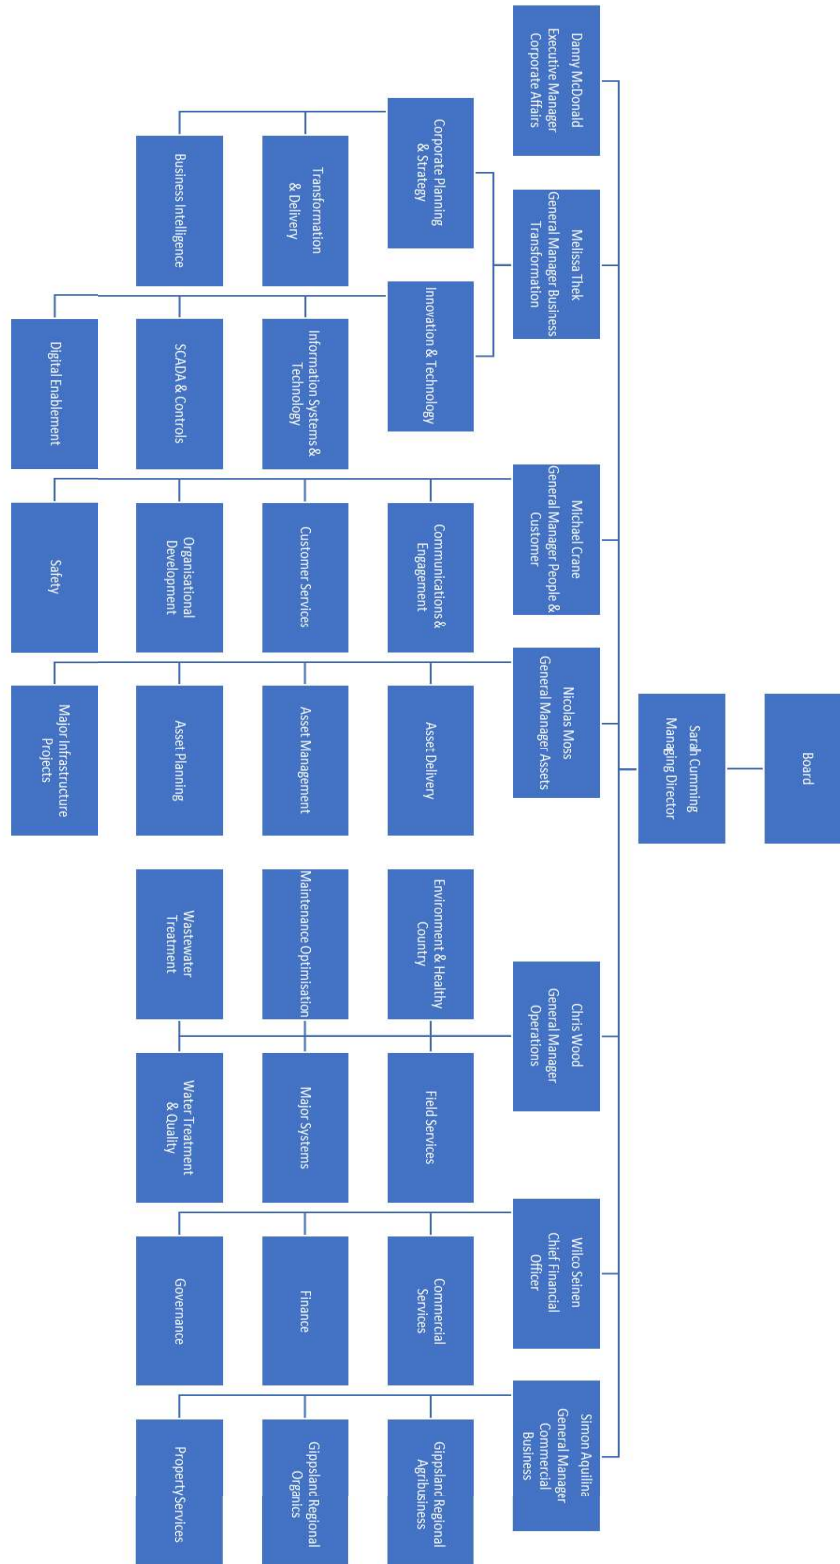 Board
Sarah Cumming
Managing Director
Danny McDonald
Executive Manager
Corporate Affairs
Melissa Thek
General Manager Business
Transformation
Corporate Planning
& Strategy
Transformation
& Delivery
Business Intelligence
Innovation & Technology
Information Systems &
Technology
SCADA & Controls
Digital Enablement
Michael Crane
General Manager People &
Customer
Communications &
Engagement
Customer Services
Organisational
Development
Safety
Nicolas Moss
General Manager Assets
Asset Delivery
Asset Management
Asset Planning
Major Infrastructure
Projects
Chris Wood
General Manager
Operations
Environment & Healthy
Country
Field Services
Maintenance Optimisation
Major Systems
Wastewater
Treatment
Water Treatment
& Quality
Wilco Seinen
Chief Financial
Officer
Commercial
Services
Finance
Governance
Simon Aquilina
General Manager
Commercial
Business
Gippsland Regional
Agribusiness
Gippsland Regional
Organics
Property Services